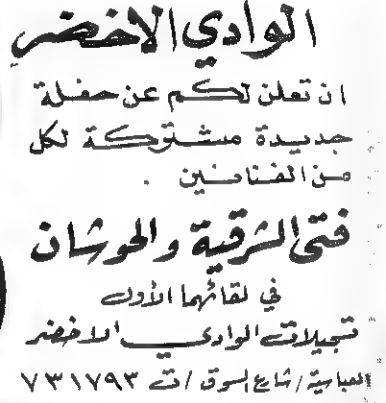 الوادي الاخضر
ان تعلن لكم عن حفلة
جديدة مشتركة لكل
من الفنانين .
فتى الشرقية والحوشان
في لقائهما الأول
تسجيلات الوادي الاخضر
العباسية / شارع السوق / ت ٧٣١٧٩٣